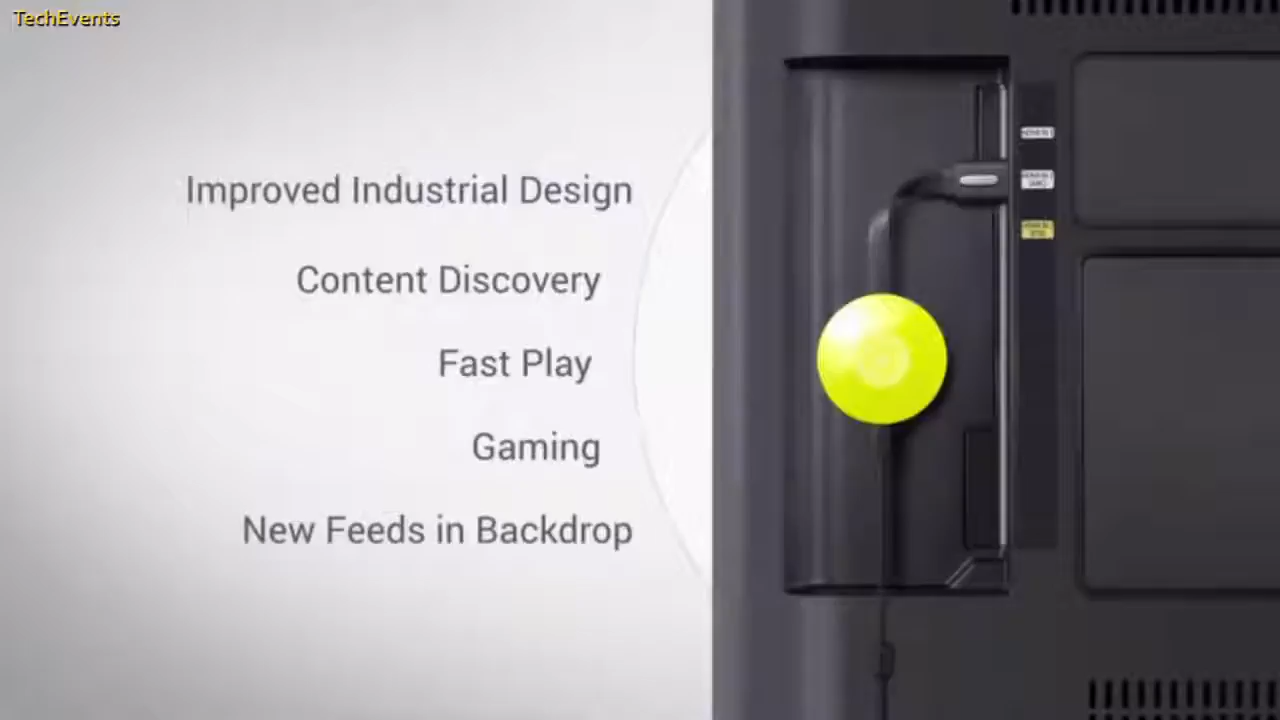 TechEvents
Improved Industrial Design
Content Discovery
Fast Play
Gaming
New Feeds in Backdrop